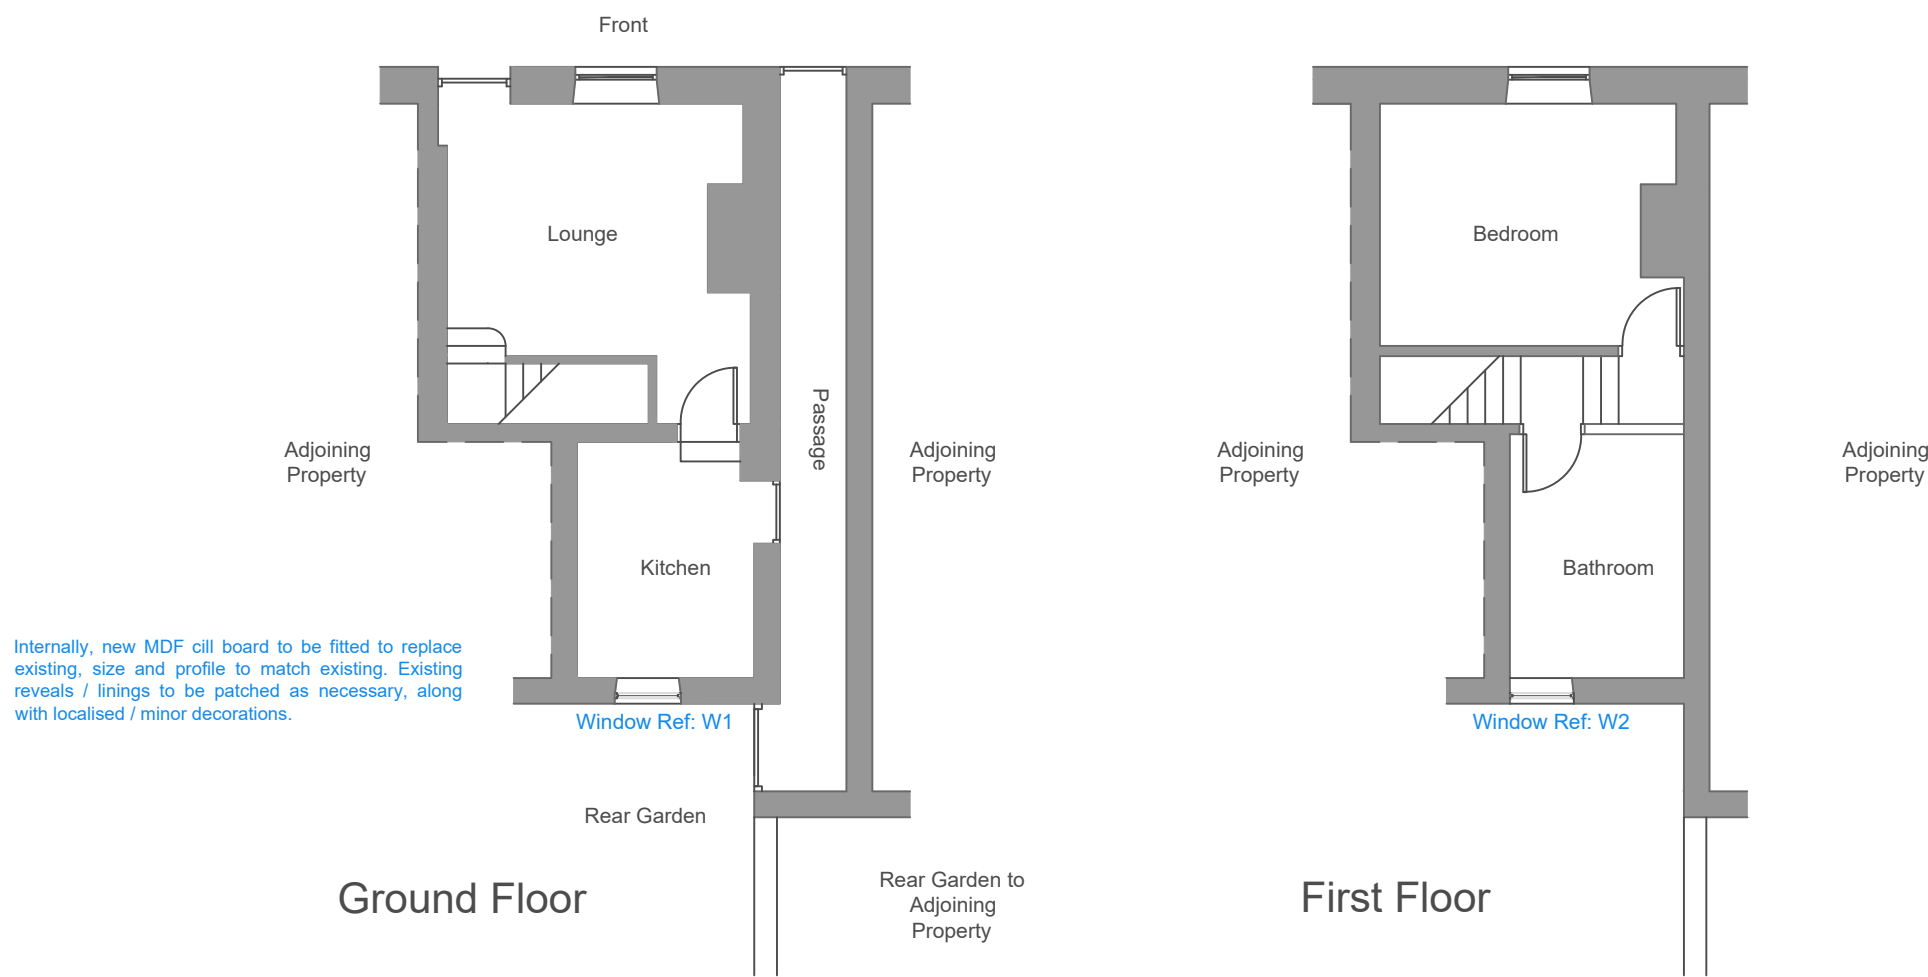 Front
Lounge
Bedroom
Passage
Adjoining
Property
Adjoining
Property
Adjoining
Property
Adjoining
Property
Kitchen
Bathroom
Internally, new MDF cill board to be fitted to replace
existing, size and profile to match existing. Existing
reveals / linings to be patched as necessary, along
with localised / minor decorations.
Window Ref: W1
Window Ref: W2
Rear Garden
Rear Garden to
Adjoining
Property
Ground Floor
First Floor